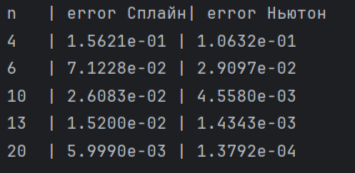 n | error Сплайн| error Ньютон
4 | 1.5621e-01 | 1.0632e-01
6 | 7.1228e-02 | 2.9097e-02
10 | 2.6083e-02 | 4.5580e-03
13 | 1.5200e-02 | 1.4343e-03
20 | 5.9990e-03 | 1.3792e-04